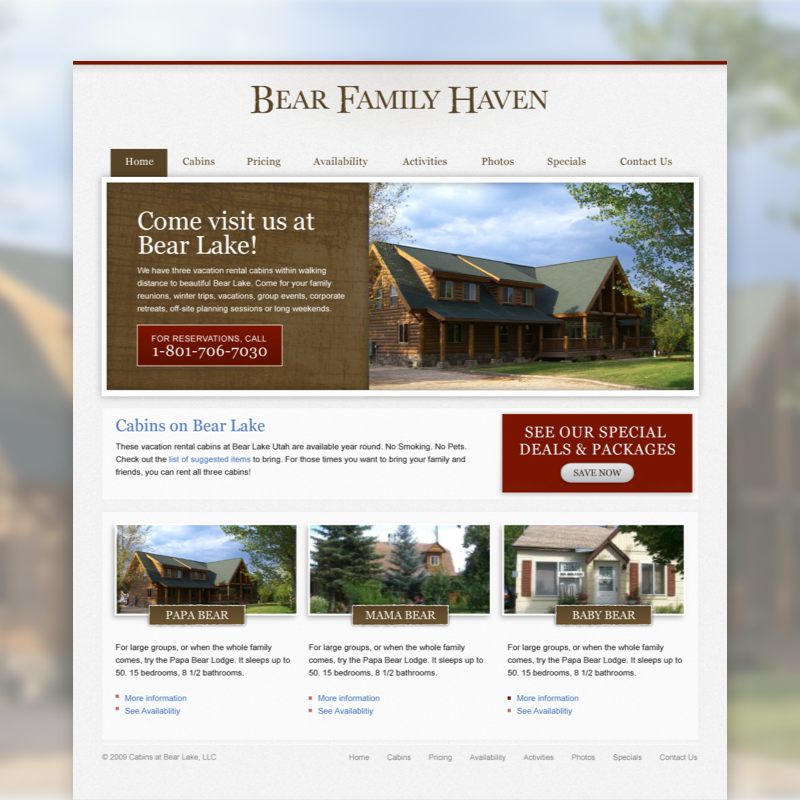 BEAR FAMILY HAVEN
Home Cabins Pricing Availability Activities Photos Specials Contact Us
Come visit us at
Bear Lake!
We have three vacation rental cabins within walking
distance to beautiful Bear Lake. Come for your family
reunions, winter trips, vacations, group events, corporate
retreats, off-site planning sessions or long weekends.
FOR RESERVATIONS, CALL
1-801-706-7030
Cabins on Bear Lake
These vacation rental cabins at Bear Lake Utah are available year round. No Smoking. No Pets.
Check out the list of suggested items to bring. For those times you want to bring your family and
friends, you can rent all three cabins!
SEE OUR SPECIAL
DEALS & PACKAGES
SAVE NOW
PAPA BEAR
For large groups, or when the whole family
comes, try the Papa Bear Lodge. It sleeps up to
50. 15 bedrooms, 8 1/2 bathrooms.
More information
See Availablitiy
MAMA BEAR
For large groups, or when the whole family
comes, try the Papa Bear Lodge. It sleeps up to
50. 15 bedrooms, 8 1/2 bathrooms.
More information
See Availablitiy
BABY BEAR
For large groups, or when the whole family
comes, try the Papa Bear Lodge. It sleeps up to
50. 15 bedrooms, 8 1/2 bathrooms.
More information
See Availablitiy
© 2009 Cabins at Bear Lake, LLC
Home Cabins Pricing Availability Activities Photos Specials Contact Us